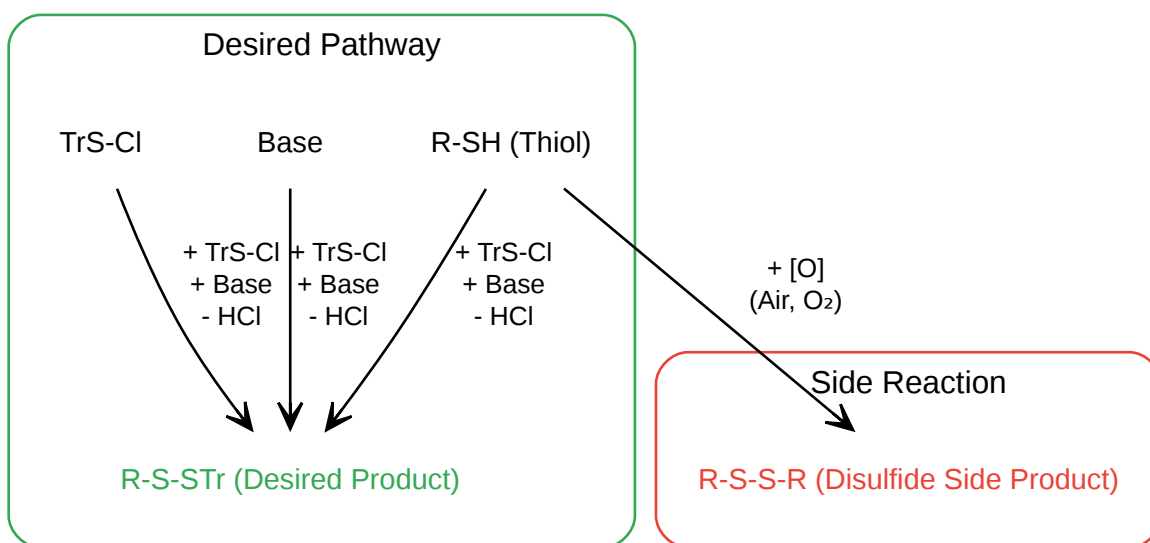 Desired Pathway
TrS-Cl
Base
R-SH (Thiol)
+ TrS-Cl
+ Base
- HCl
+ TrS-Cl
+ Base
- HCl
+ TrS-Cl
+ Base
- HCl
+ [O]
(Air, O₂)
Side Reaction
R-S-STr (Desired Product)
R-S-S-R (Disulfide Side Product)